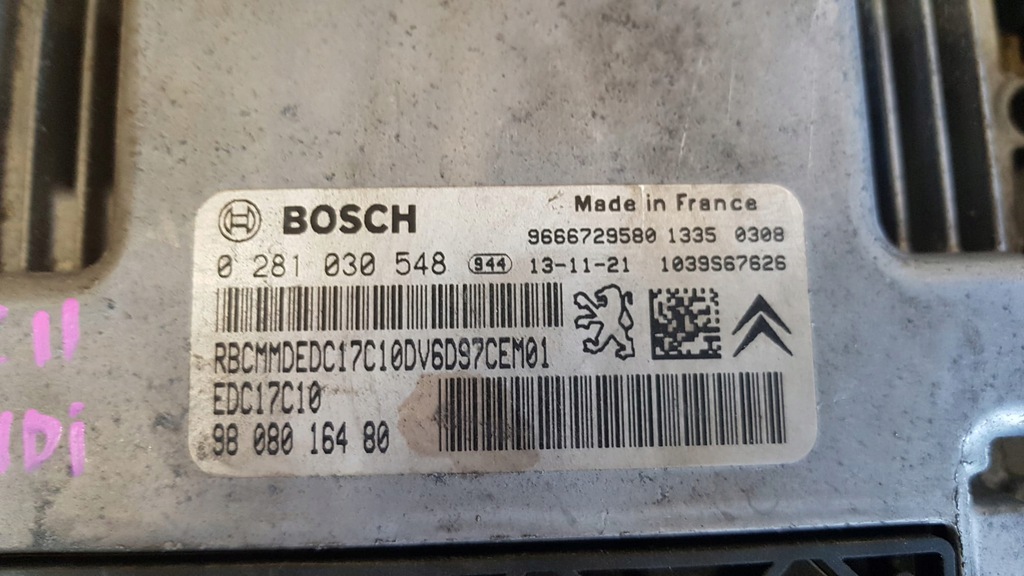 BOSCH
Made in France
9666729580 1335 0308
0 281 030 548 944 13-11-21 1039S67626
RBCMMDEDC17C10DV6D97CEM01
EDC17C10
98 080 164 80